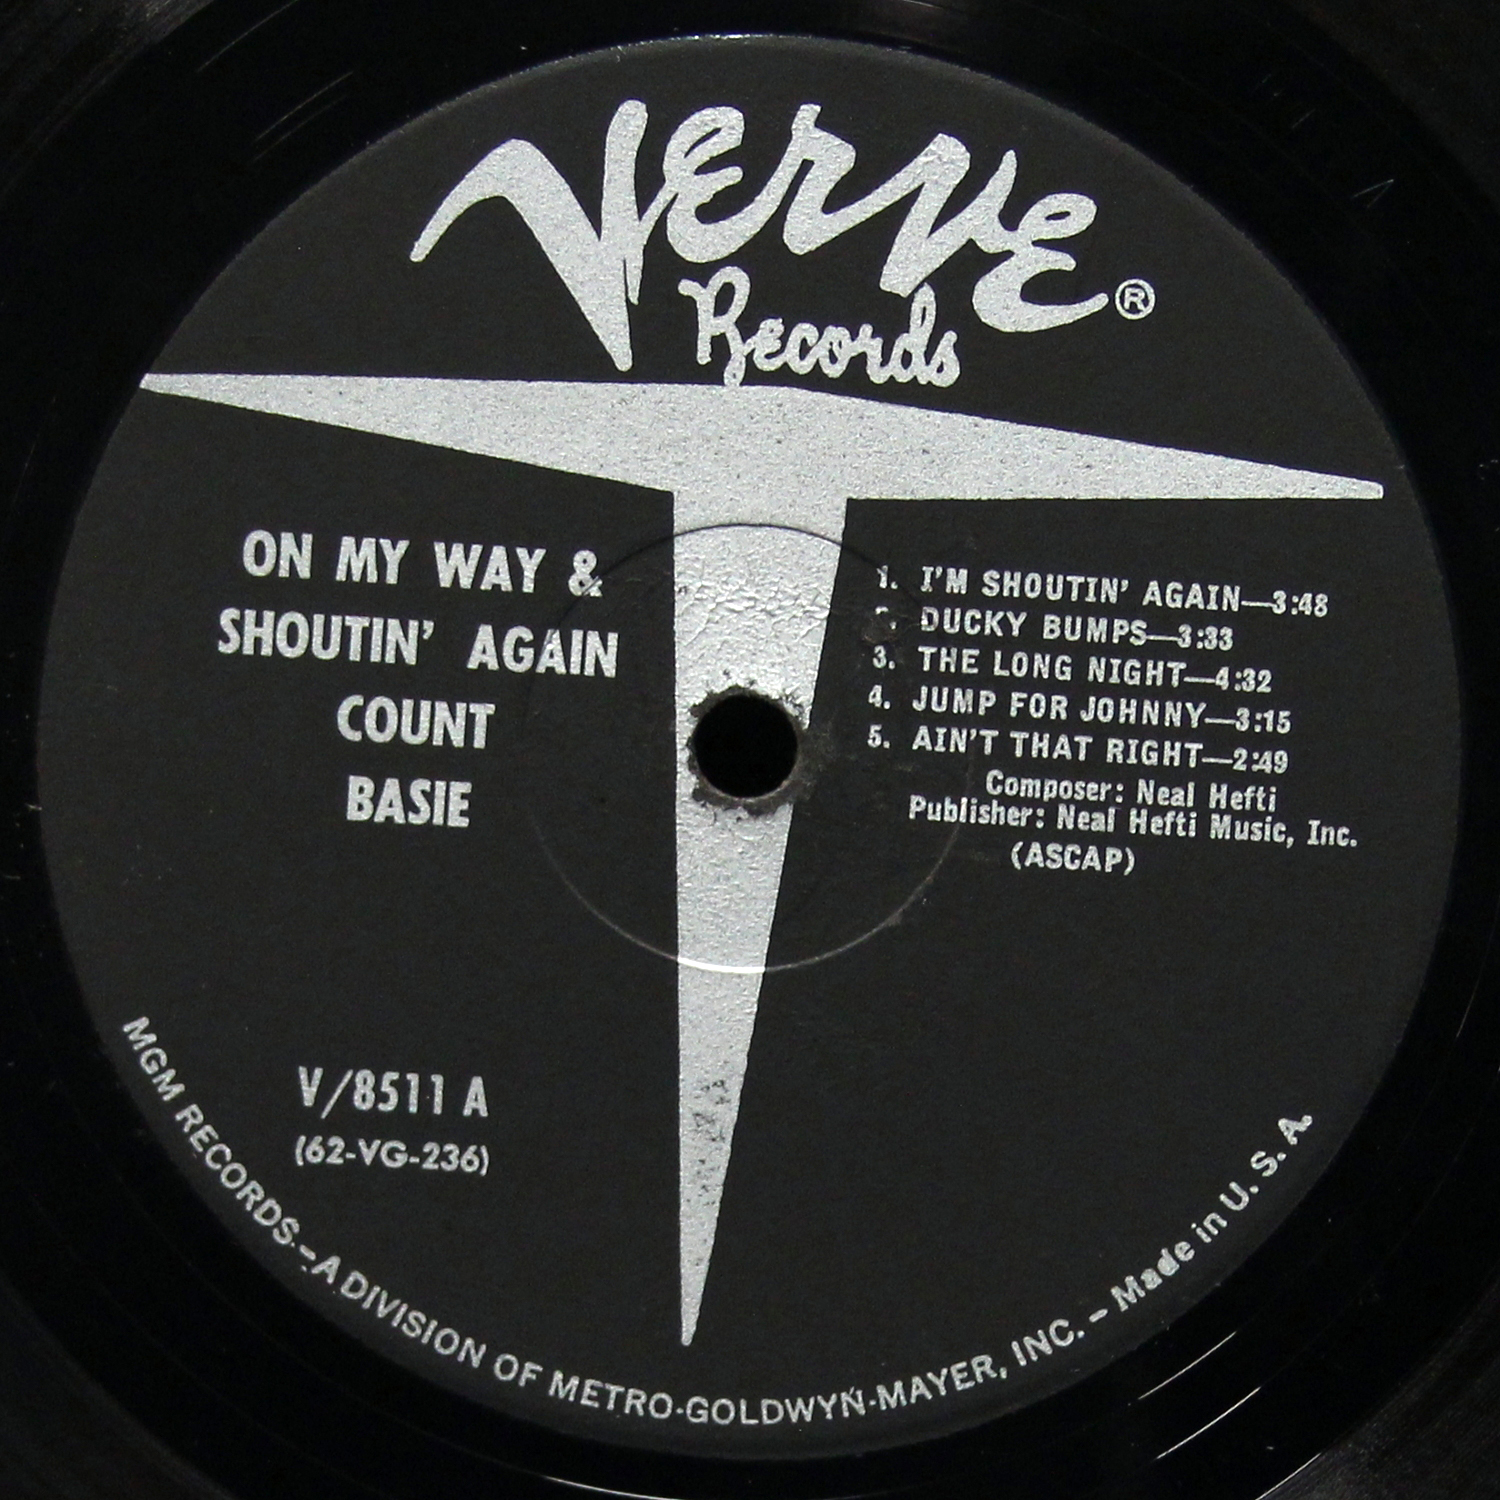 Verve ®
Records
ON MY WAY &
SHOUTIN' AGAIN
COUNT
BASIE
1. I'M SHOUTIN' AGAIN—3:48
2. DUCKY BUMPS—3:33
3. THE LONG NIGHT—4:32
4. JUMP FOR JOHNNY—3:15
5. AIN'T THAT RIGHT—2:49
Composer: Neal Hefti
Publisher: Neal Hefti Music, Inc.
(ASCAP)
V/8511 A
(62-VG-236)
MGM RECORDS.–A DIVISION OF METRO-GOLDWYN-MAYER, INC. – Made in U. S. A.